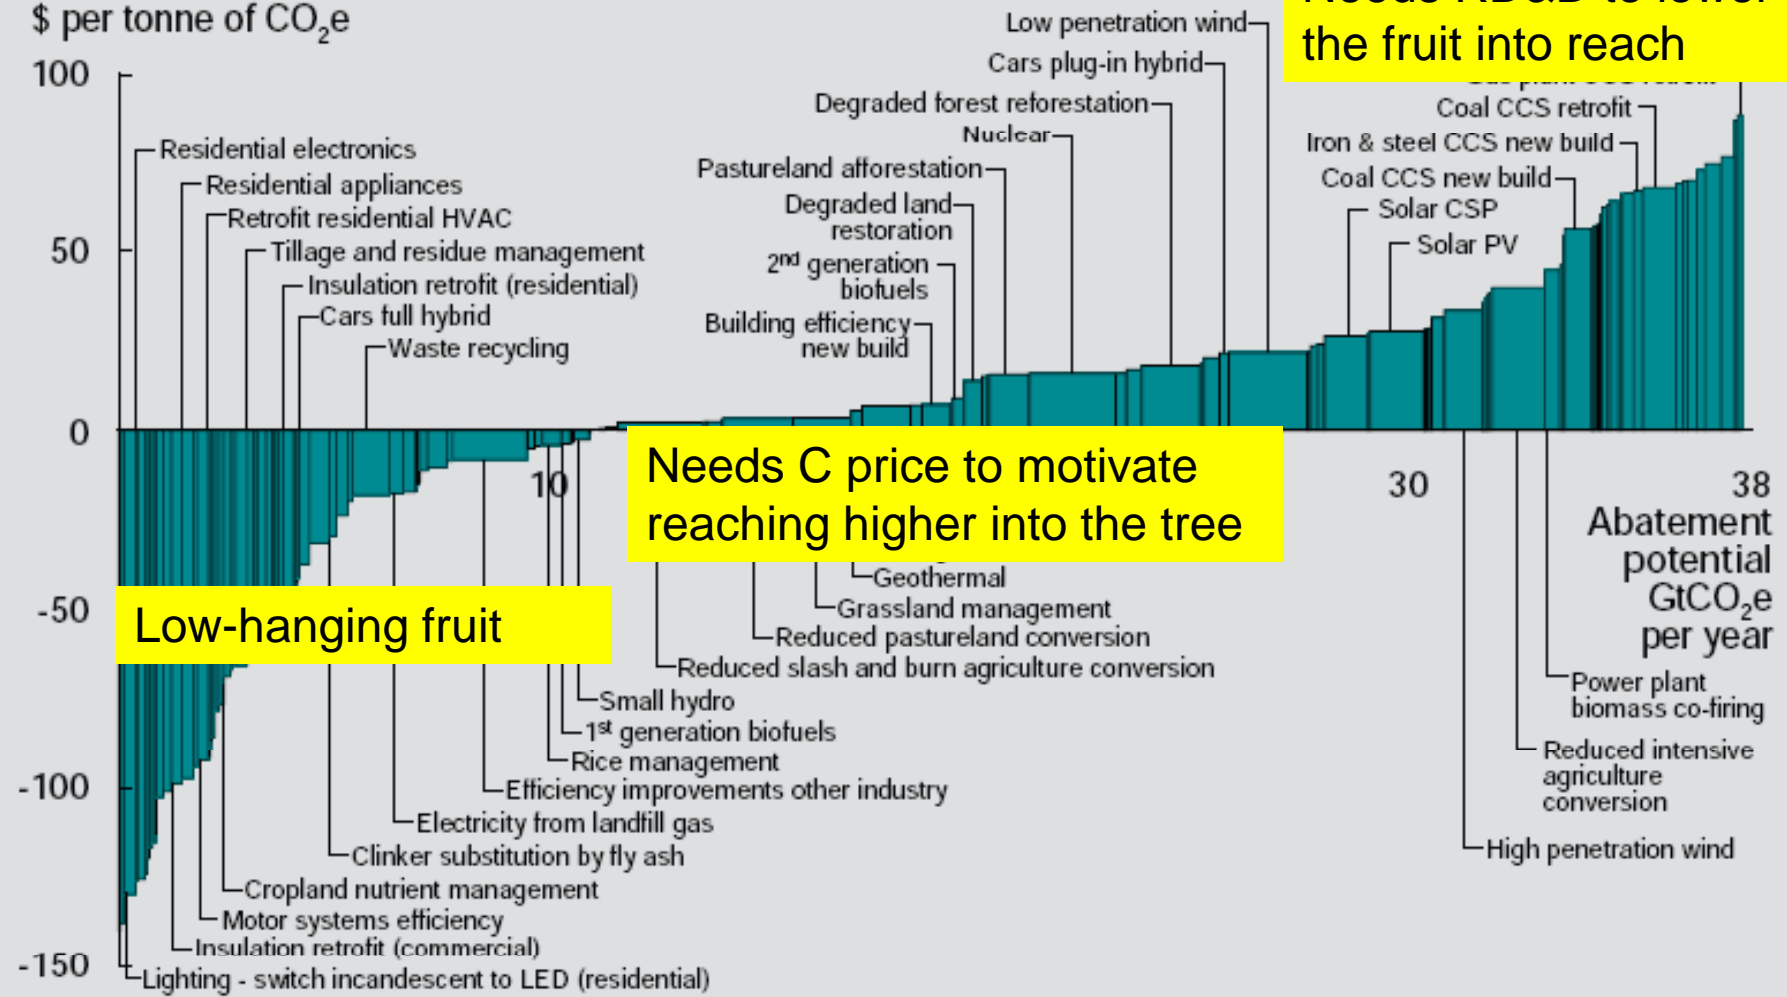 $ per tonne of CO₂e
the fruit into reach
100
50
0
-50
-100
-150
Residential electronics
Residential appliances
Retrofit residential HVAC
Tillage and residue management
Insulation retrofit (residential)
Cars full hybrid
Waste recycling
Low penetration wind
Cars plug-in hybrid
Degraded forest reforestation
Nuclear
Pastureland afforestation
Degraded land
restoration
2nd generation
biofuels
Building efficiency
new build
Coal CCS retrofit
Iron & steel CCS new build
Coal CCS new build
Solar CSP
Solar PV
10
30
38
Needs C price to motivate
reaching higher into the tree
Low-hanging fruit
Abatement
potential
GtCO₂e
per year
Geothermal
Grassland management
Reduced pastureland conversion
Reduced slash and burn agriculture conversion
Small hydro
1st generation biofuels
Rice management
Efficiency improvements other industry
Electricity from landfill gas
Clinker substitution by fly ash
Cropland nutrient management
Motor systems efficiency
Insulation retrofit (commercial)
Lighting - switch incandescent to LED (residential)
Power plant
biomass co-firing
Reduced intensive
agriculture
conversion
High penetration wind